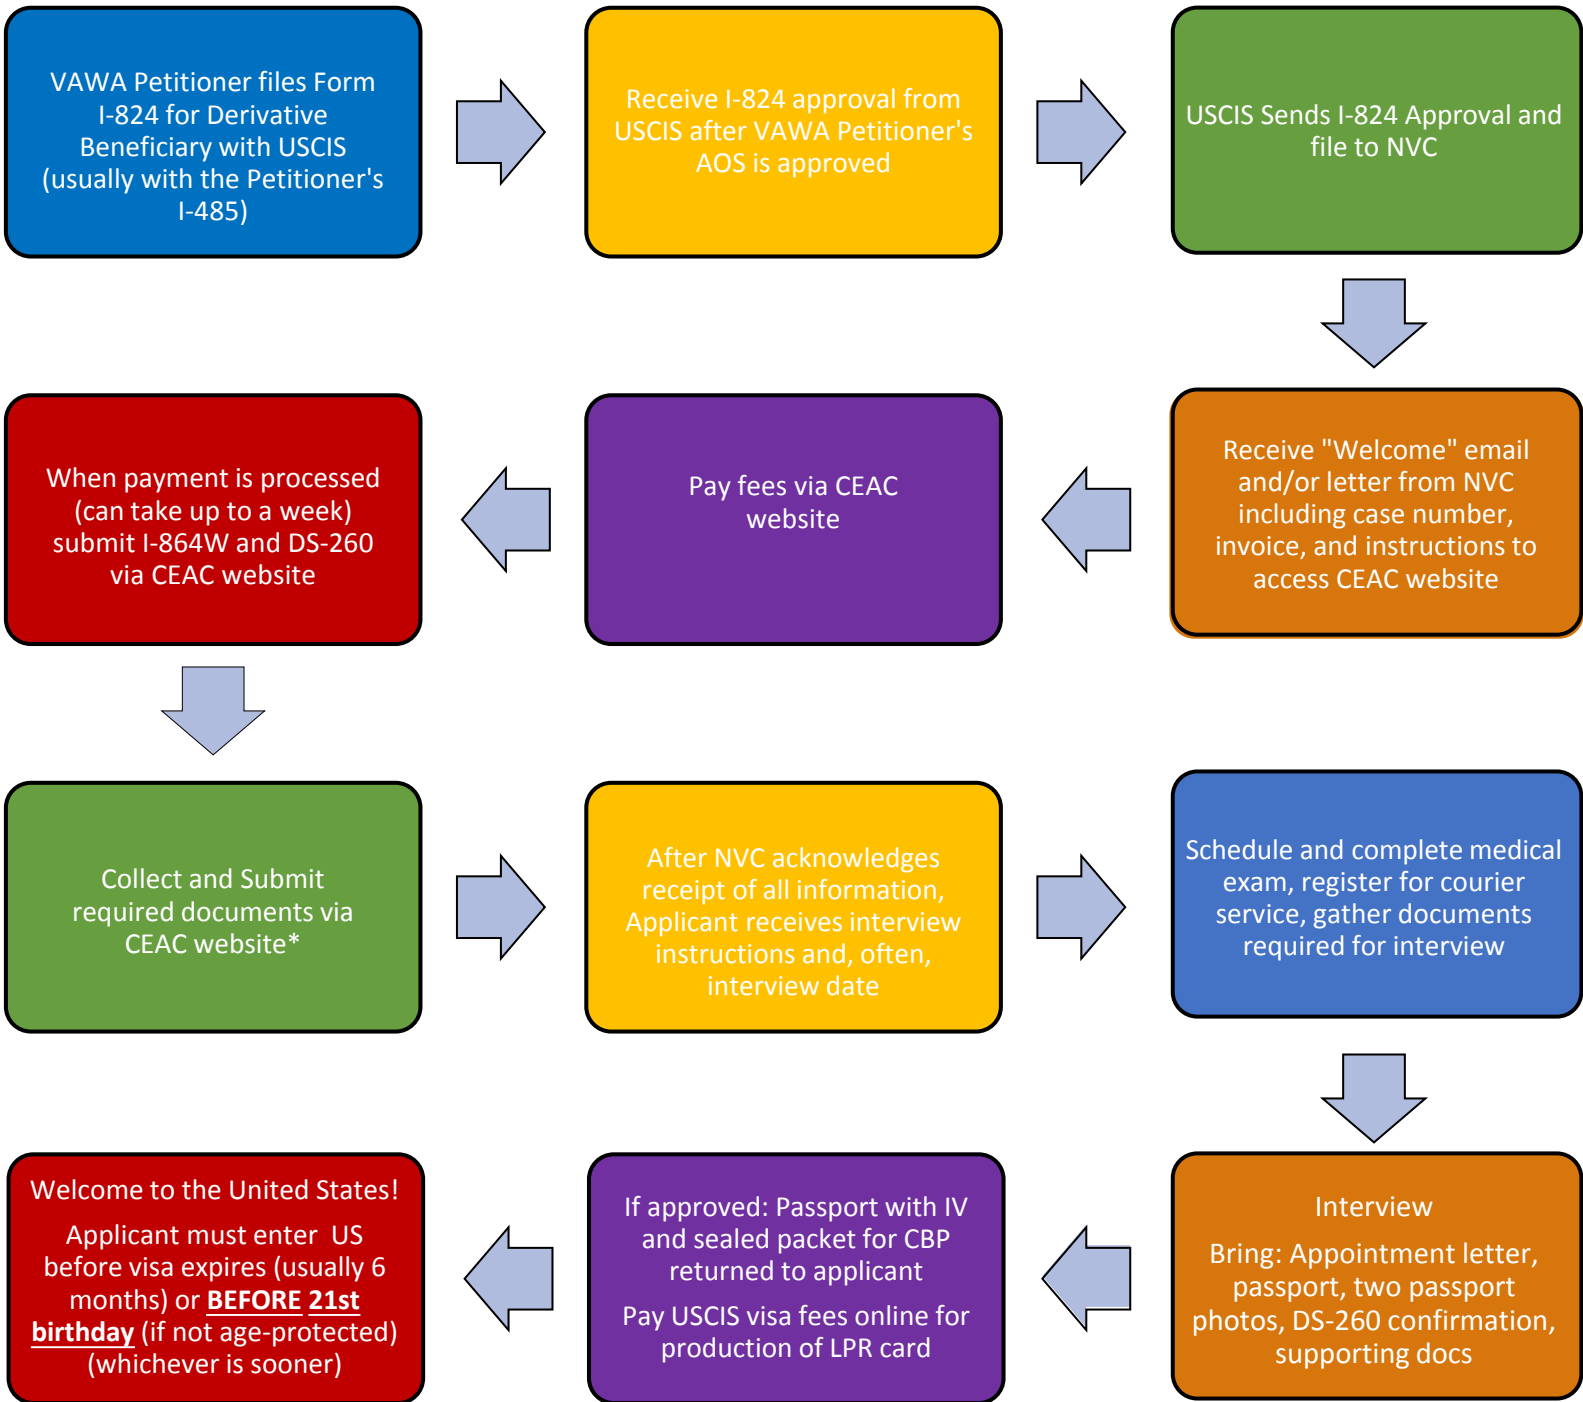 VAWA Petitioner files Form
I-824 for Derivative
Beneficiary with USCIS
(usually with the Petitioner's
I-485)
Receive I-824 approval from
USCIS after VAWA Petitioner's
AOS is approved
USCIS Sends I-824 Approval and
file to NVC
Receive "Welcome" email
and/or letter from NVC
including case number,
invoice, and instructions to
access CEAC website
Pay fees via CEAC
website
When payment is processed
(can take up to a week)
submit I-864W and DS-260
via CEAC website
Collect and Submit
required documents via
CEAC website*
After NVC acknowledges
receipt of all information,
Applicant receives interview
instructions and, often,
interview date
Schedule and complete medical
exam, register for courier
service, gather documents
required for interview
Interview
Bring: Appointment letter,
passport, two passport
photos, DS-260 confirmation,
supporting docs
If approved: Passport with IV
and sealed packet for CBP
returned to applicant
Pay USCIS visa fees online for
production of LPR card
Welcome to the United States!
Applicant must enter US
before visa expires (usually 6
months) or BEFORE 21st
birthday (if not age-protected)
(whichever is sooner)